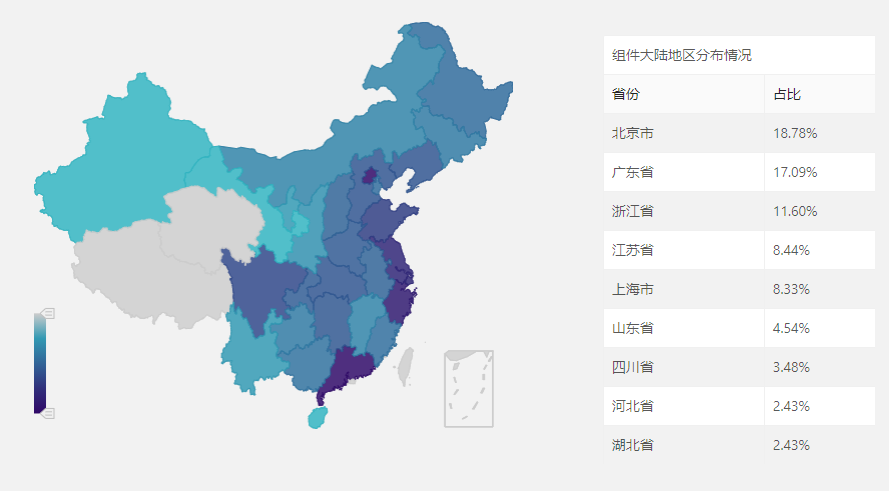 组件大陆地区分布情况
省份 占比
北京市 18.78%
广东省 17.09%
浙江省 11.60%
江苏省 8.44%
上海市 8.33%
山东省 4.54%
四川省 3.48%
河北省 2.43%
湖北省 2.43%